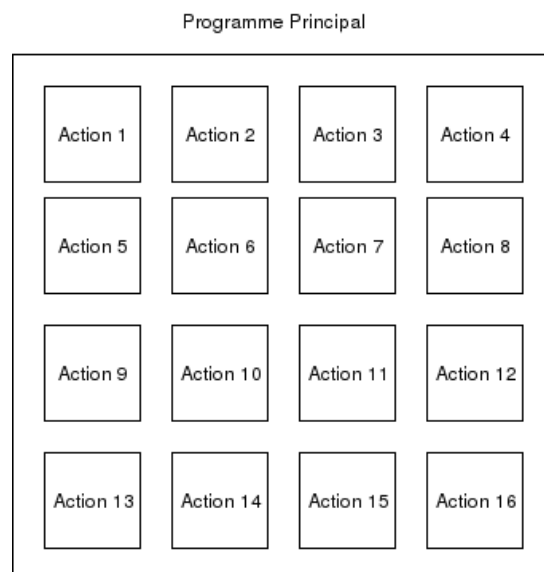 Programme Principal
Action 1 Action 2 Action 3 Action 4
Action 5 Action 6 Action 7 Action 8
Action 9 Action 10 Action 11 Action 12
Action 13 Action 14 Action 15 Action 16